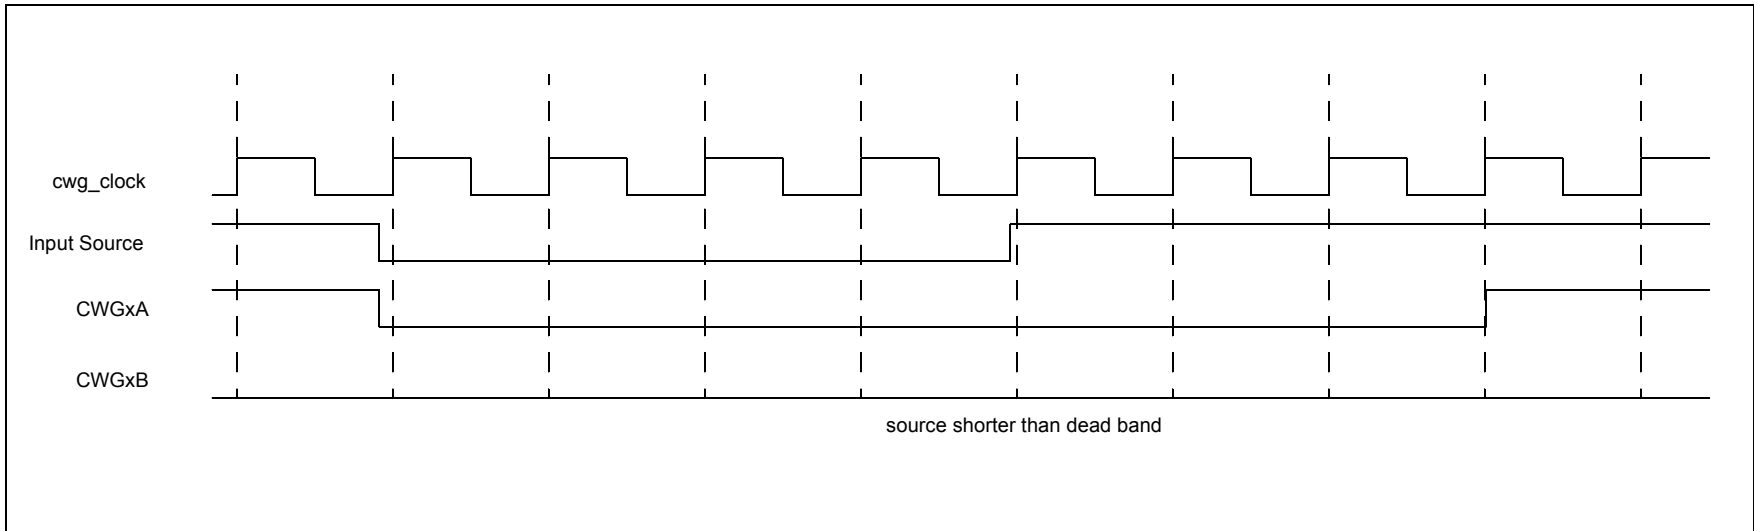 cwg_clock
Input Source
CWGxA
CWGxB
source shorter than dead band